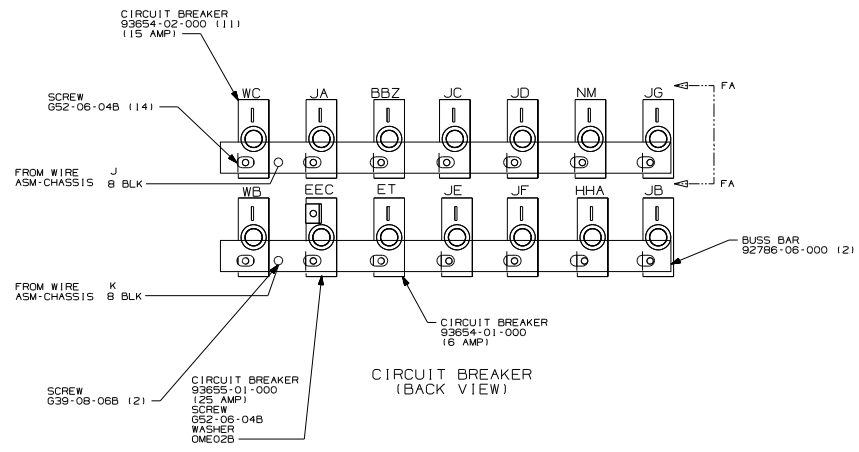 CIRCUIT BREAKER
93654-02-000 (11)
(15 AMP)
SCREW
G52-06-04B (14)
WC JA BBZ JC JD NM JG
FA
FROM WIRE J
ASM-CHASSIS 8 BLK
FA
WB EEC ET JE JF HHA JB
BUSS BAR
92786-06-000 (2)
FROM WIRE K
ASM-CHASSIS 8 BLK
CIRCUIT BREAKER
93654-01-000
(6 AMP)
SCREW
G39-08-06B (2)
CIRCUIT BREAKER
93655-01-000
(25 AMP)
SCREW
G52-06-04B
WASHER
OME02B
CIRCUIT BREAKER
(BACK VIEW)